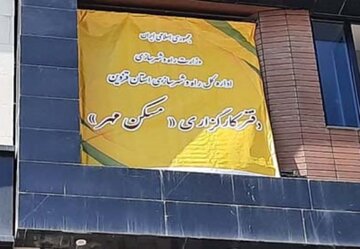 جمهوری اسلامی ایران
وزارت راه و شهرسازی
اداره کل راه و شهرسازی استان قزوین
دفتر کارگزاری « مسکن مهر »